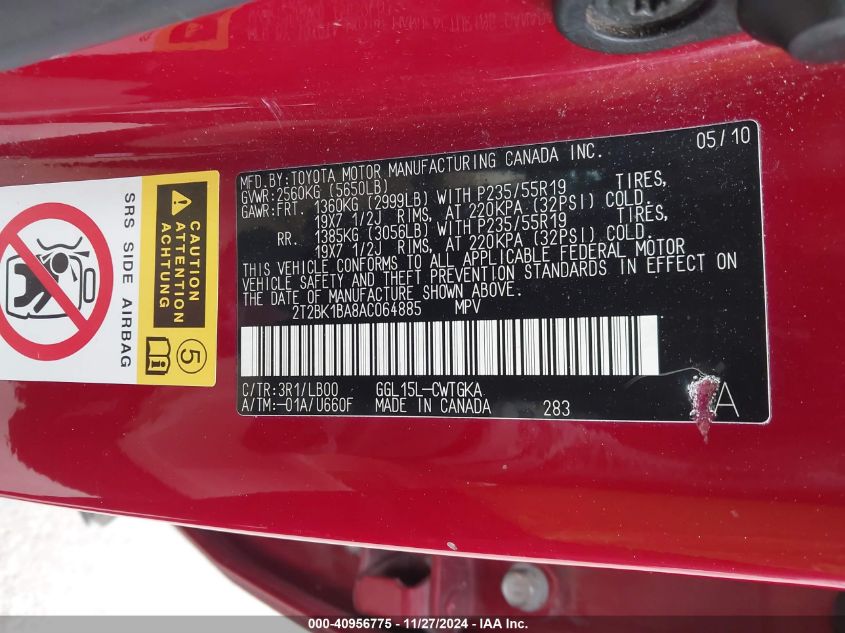 MFD.BY:TOYOTA MOTOR MANUFACTURING CANADA INC. 05/10
GVWR:2560KG (5650LB)
GAWR:FRT. 1360KG (2999LB) WITH P235/55R19 TIRES,
19X7 1/2J RIMS, AT 220KPA (32PSI) COLD.
RR. 1385KG (3056LB) WITH P235/55R19 TIRES,
19X7 1/2J RIMS, AT 220KPA (32PSI) COLD.
THIS VEHICLE CONFORMS TO ALL APPLICABLE FEDERAL MOTOR
VEHICLE SAFETY AND THEFT PREVENTION STANDARDS IN EFFECT ON
THE DATE OF MANUFACTURE SHOWN ABOVE.
2T2BK1BA8AC064885 MPV
C/TR:3R1/LB00 GGL15L-CWTGKA
A/TM:-01A/U660F MADE IN CANADA 283 A
SRS SIDE AIRBAG
CAUTION
ATTENTION
ACHTUNG
5
000-40956775 - 11/27/2024 - IAA Inc.